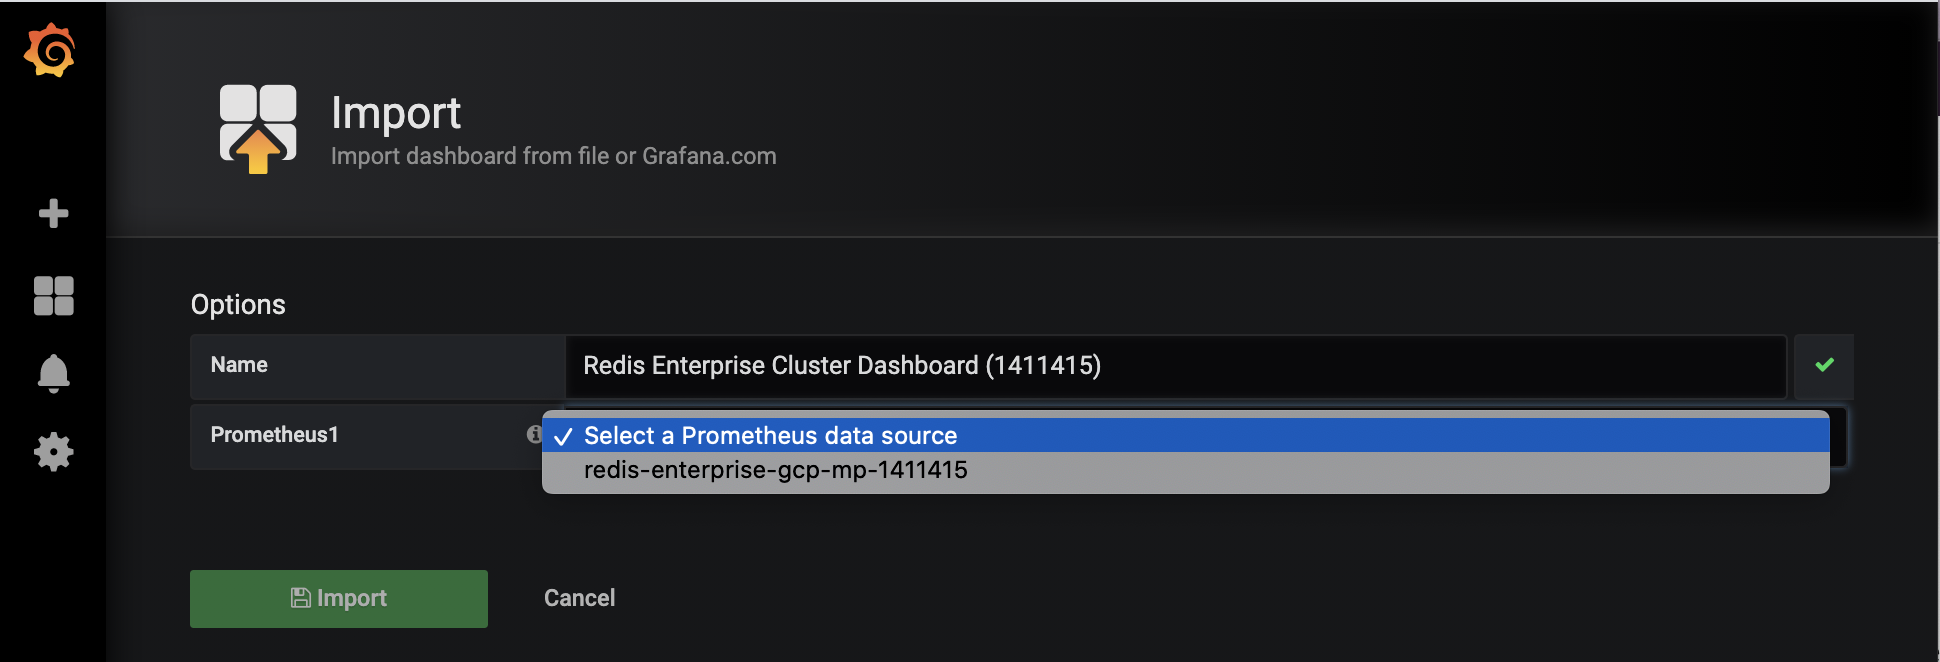 Import
Import dashboard from file or Grafana.com
Options
Name
Redis Enterprise Cluster Dashboard (1411415)
Prometheus1
Select a Prometheus data source
redis-enterprise-gcp-mp-1411415
Import
Cancel